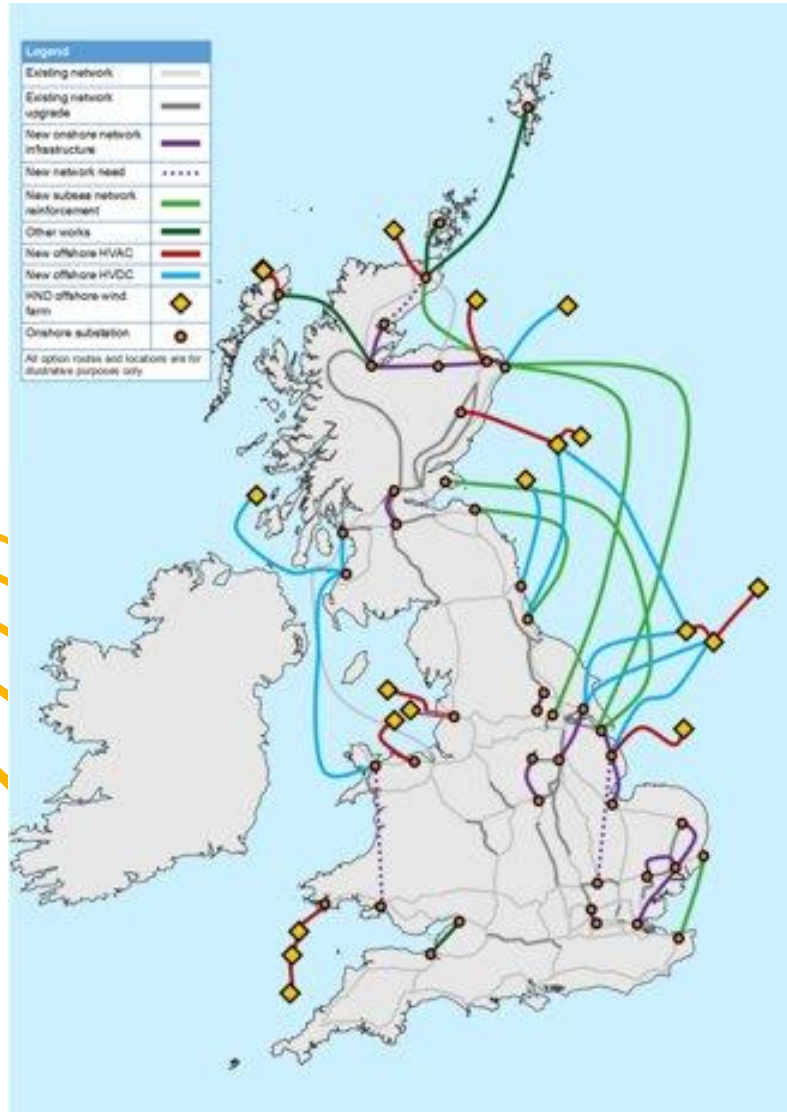 Legend
Existing network
Existing network
upgrade
New onshore network
infrastructure
New network need
New subsea network
reinforcement
Other works
New offshore HVAC
New offshore HVDC
HND offshore wind
farm
Onshore substation
All option routes and locations are for
illustrative purposes only